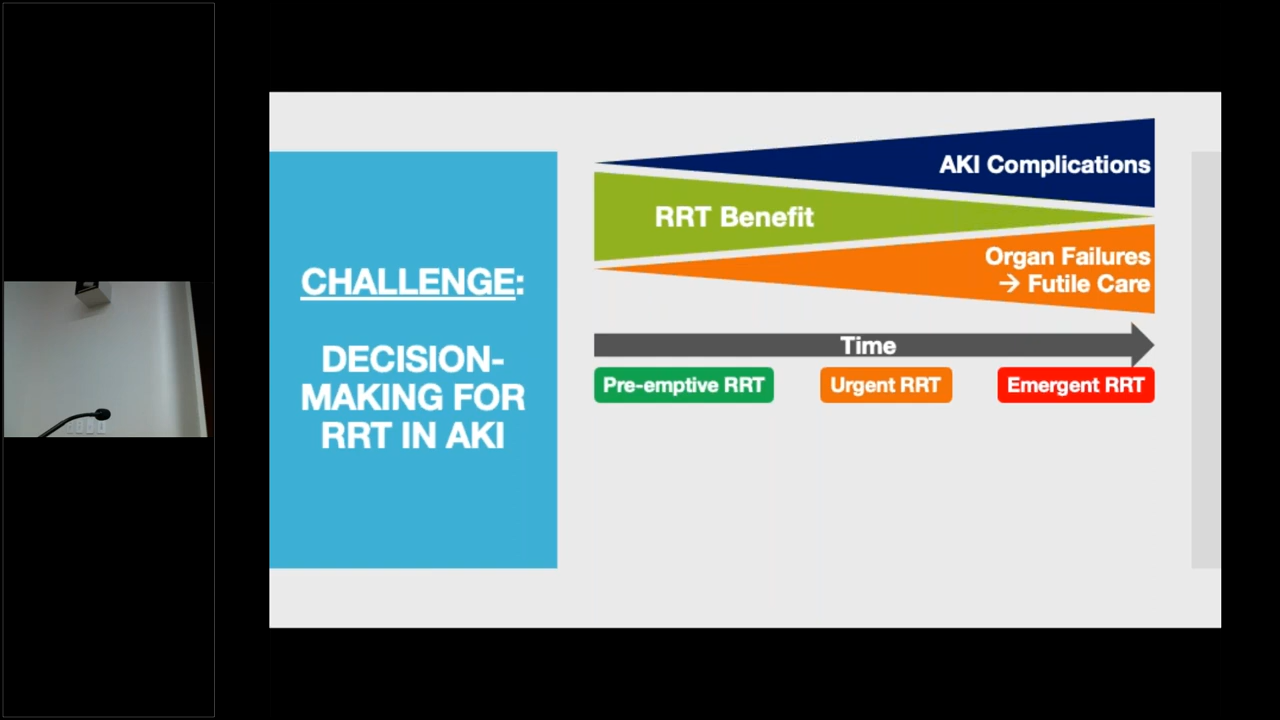 CHALLENGE:
DECISION-
MAKING FOR
RRT IN AKI
AKI Complications
RRT Benefit
Organ Failures
→ Futile Care
Time
Pre-emptive RRT
Urgent RRT
Emergent RRT